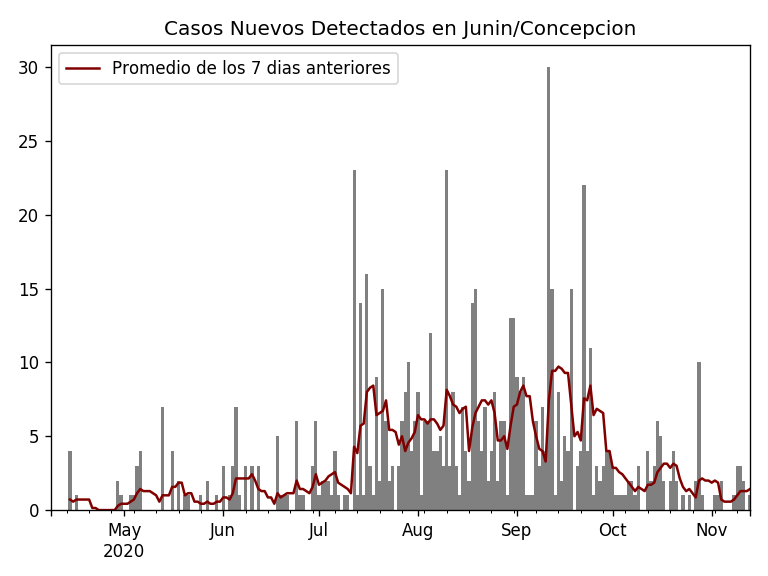 Casos Nuevos Detectados en Junin/Concepcion
Promedio de los 7 dias anteriores
30
25
20
15
10
5
0
May Jun Jul Aug Sep Oct Nov
2020